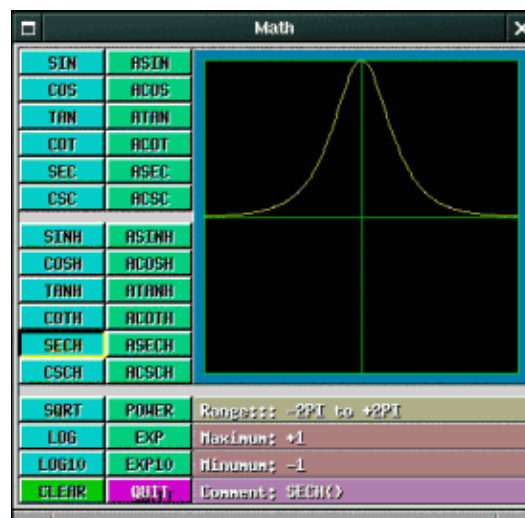 Math
SIN ASIN
COS ACOS
TAN ATAN
COT ACOT
SEC ASEC
CSC ACSC
SINH ASINH
COSH ACOSH
TANH ATANH
COTH ACOTH
SECH ASECH
CSCH ACSCH
SQRT POWER Range::: -2PI to +2PI
LOG EXP Maximum: +1
LOG10 EXP10 Minumum: -1
CLEAR QUIT Comment: SECH()